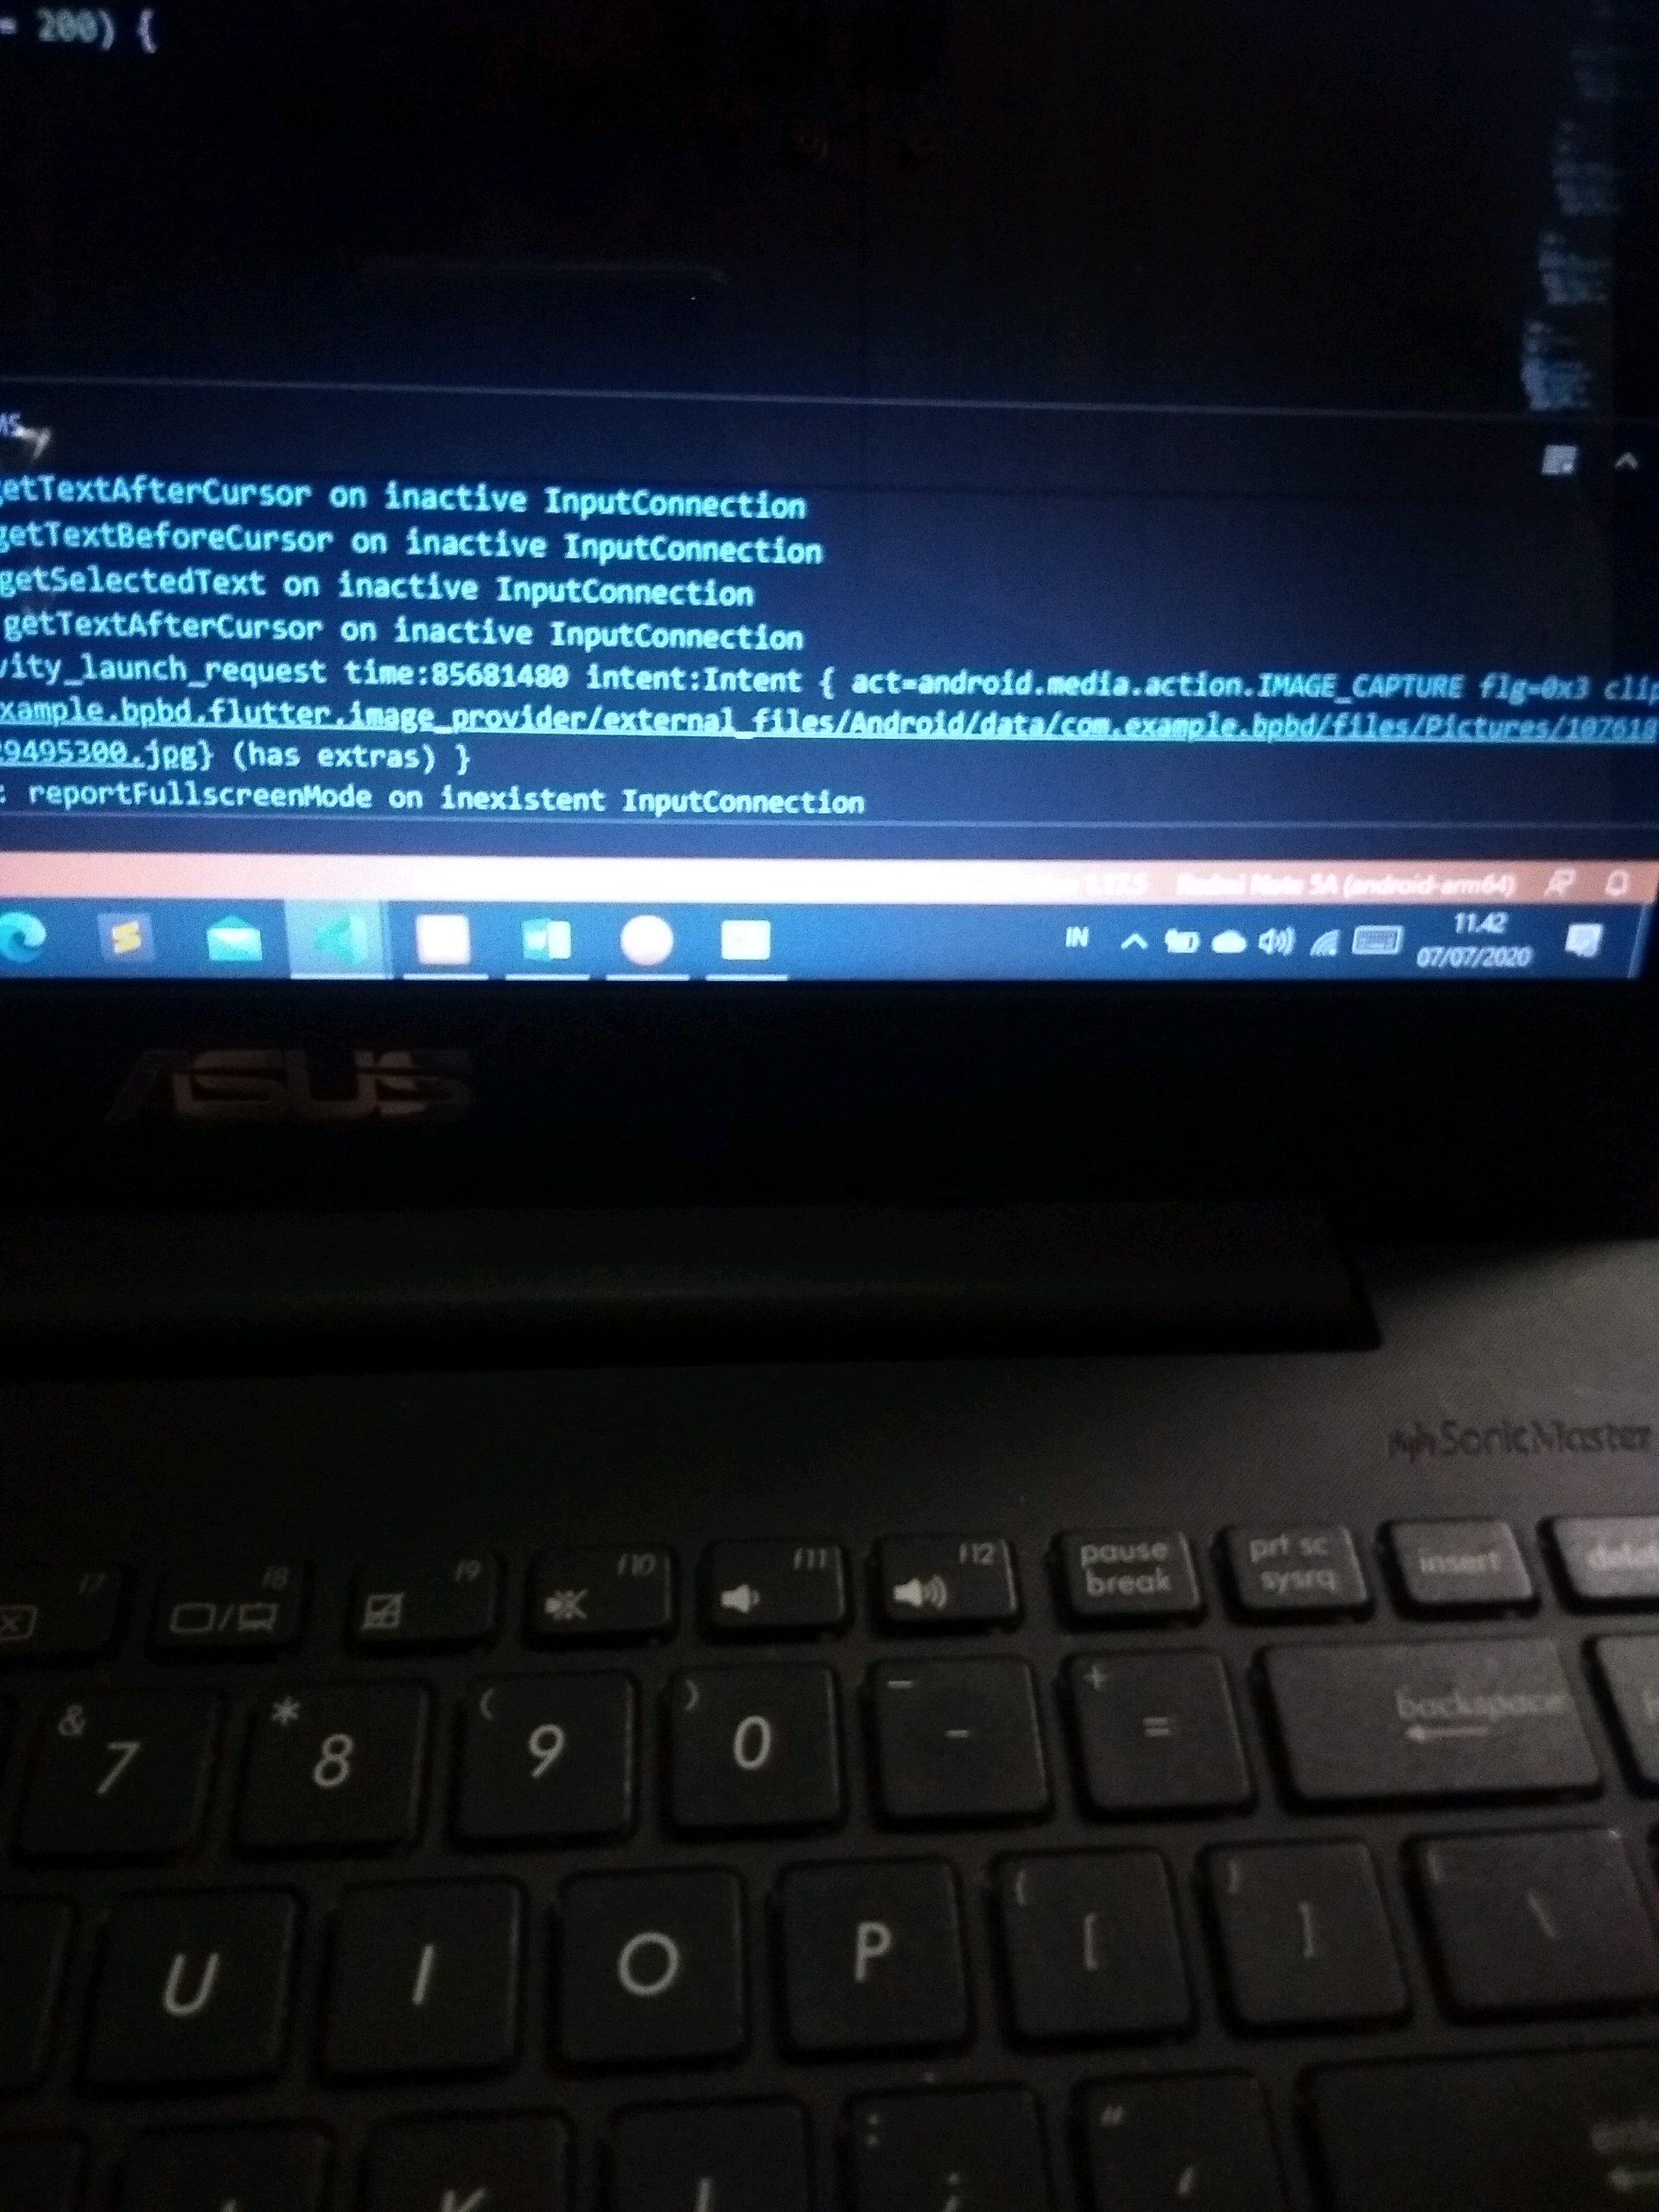 = 200) {
getTextAfterCursor on inactive InputConnection
getTextBeforeCursor on inactive InputConnection
getSelectedText on inactive InputConnection
getTextAfterCursor on inactive InputConnection
vity_launch_request time:85681480 intent:Intent { act=android.media.action.IMAGE_CAPTURE flg=0x3 clip
xample.bpbd.flutter.image_provider/external_files/Android/data/com.example.bpbd/files/Pictures/107618
9495300.jpg} (has extras) }
: reportFullscreenMode on inexistent InputConnection
1.17.5 Redmi Note 5A (android-arm64)
IN 11.42
07/07/2020
ASUS
SonicMaster
f7 f8 f9 f10 f11 f12 pause break prt sc sysrq insert delet
& 7 * 8 ( 9 ) 0 _ - + = backspace
U I O P { [ } ] | \
: ; " '
K L